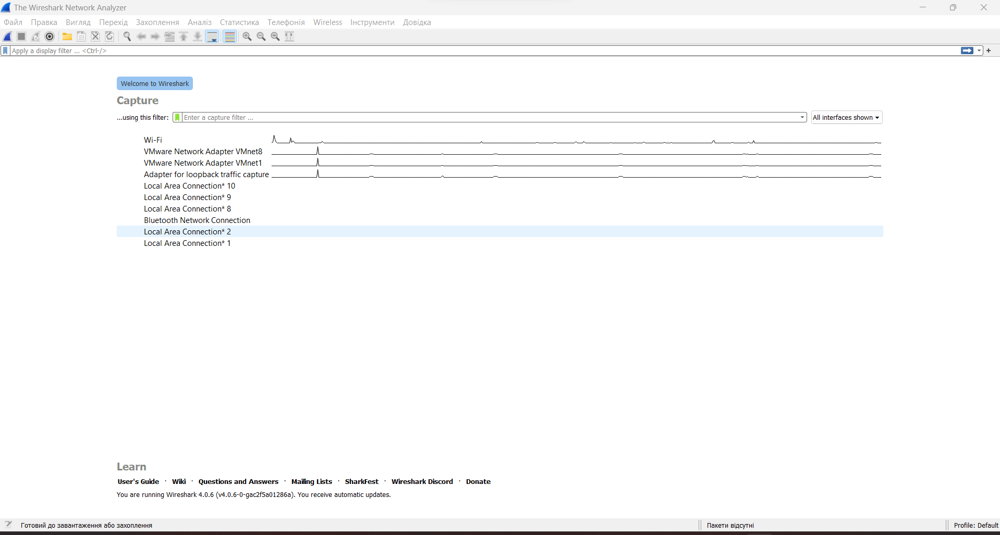 The Wireshark Network Analyzer
Файл Правка Вигляд Перехід Захоплення Аналіз Статистика Телефонія Wireless Інструменти Довідка
Apply a display filter ... <Ctrl-/>
+
Welcome to Wireshark
Capture
...using this filter: Enter a capture filter ... All interfaces shown
Wi-Fi
VMware Network Adapter VMnet8
VMware Network Adapter VMnet1
Adapter for loopback traffic capture
Local Area Connection* 10
Local Area Connection* 9
Local Area Connection* 8
Bluetooth Network Connection
Local Area Connection* 2
Local Area Connection* 1
Learn
User's Guide · Wiki · Questions and Answers · Mailing Lists · SharkFest · Wireshark Discord · Donate
You are running Wireshark 4.0.6 (v4.0.6-0-gac2f5a01286a). You receive automatic updates.
Готовий до завантаження або захоплення Пакети відсутні Profile: Default